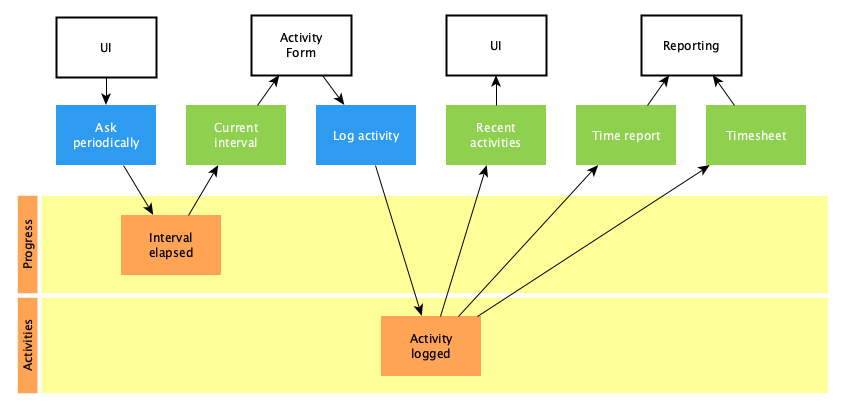 UI
Activity
Form
UI
Reporting
Ask
periodically
Current
interval
Log activity
Recent
activities
Time report
Timesheet
Progress
Interval
elapsed
Activities
Activity
logged